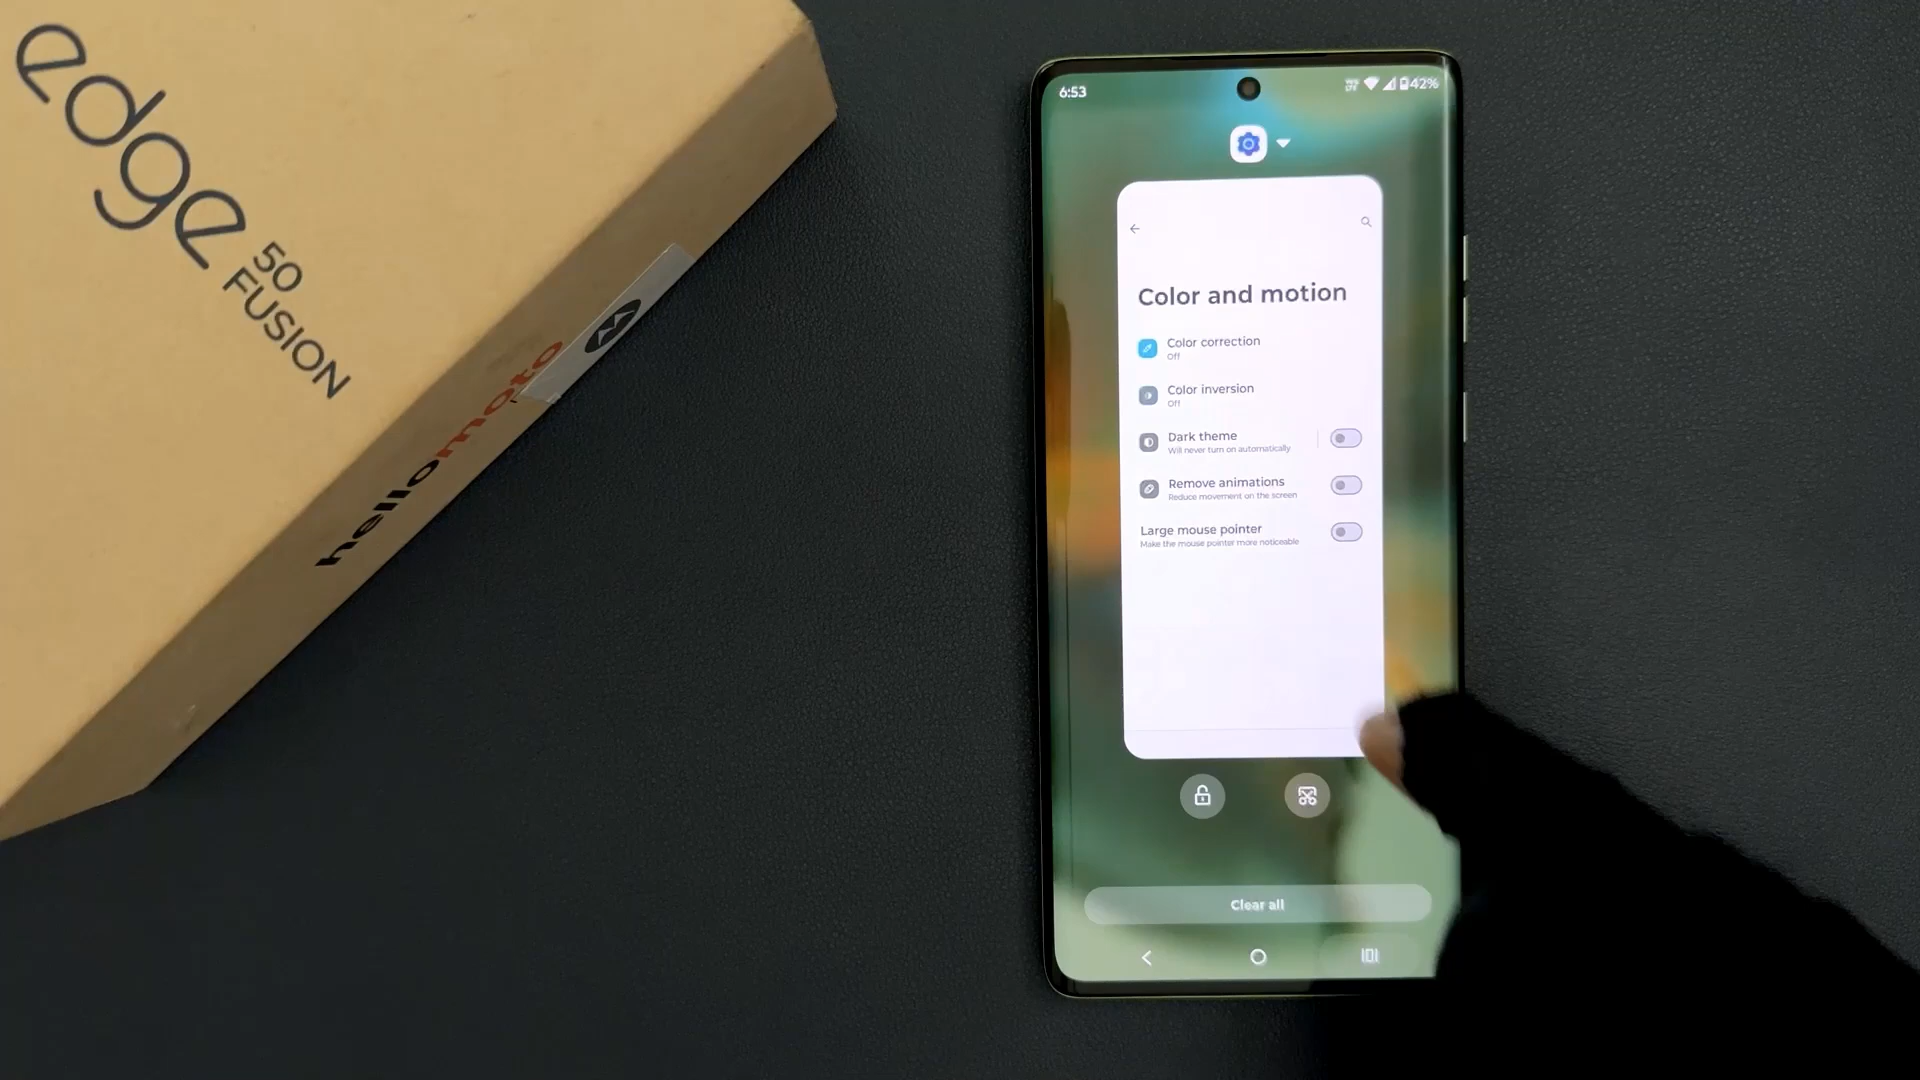 edge
50
FUSION
hellomoto
6:53
42%
Color and motion
Color correction
Off
Color inversion
Off
Dark theme
Will never turn on automatically
Remove animations
Reduce movement on the screen
Large mouse pointer
Make the mouse pointer more noticeable
Clear all